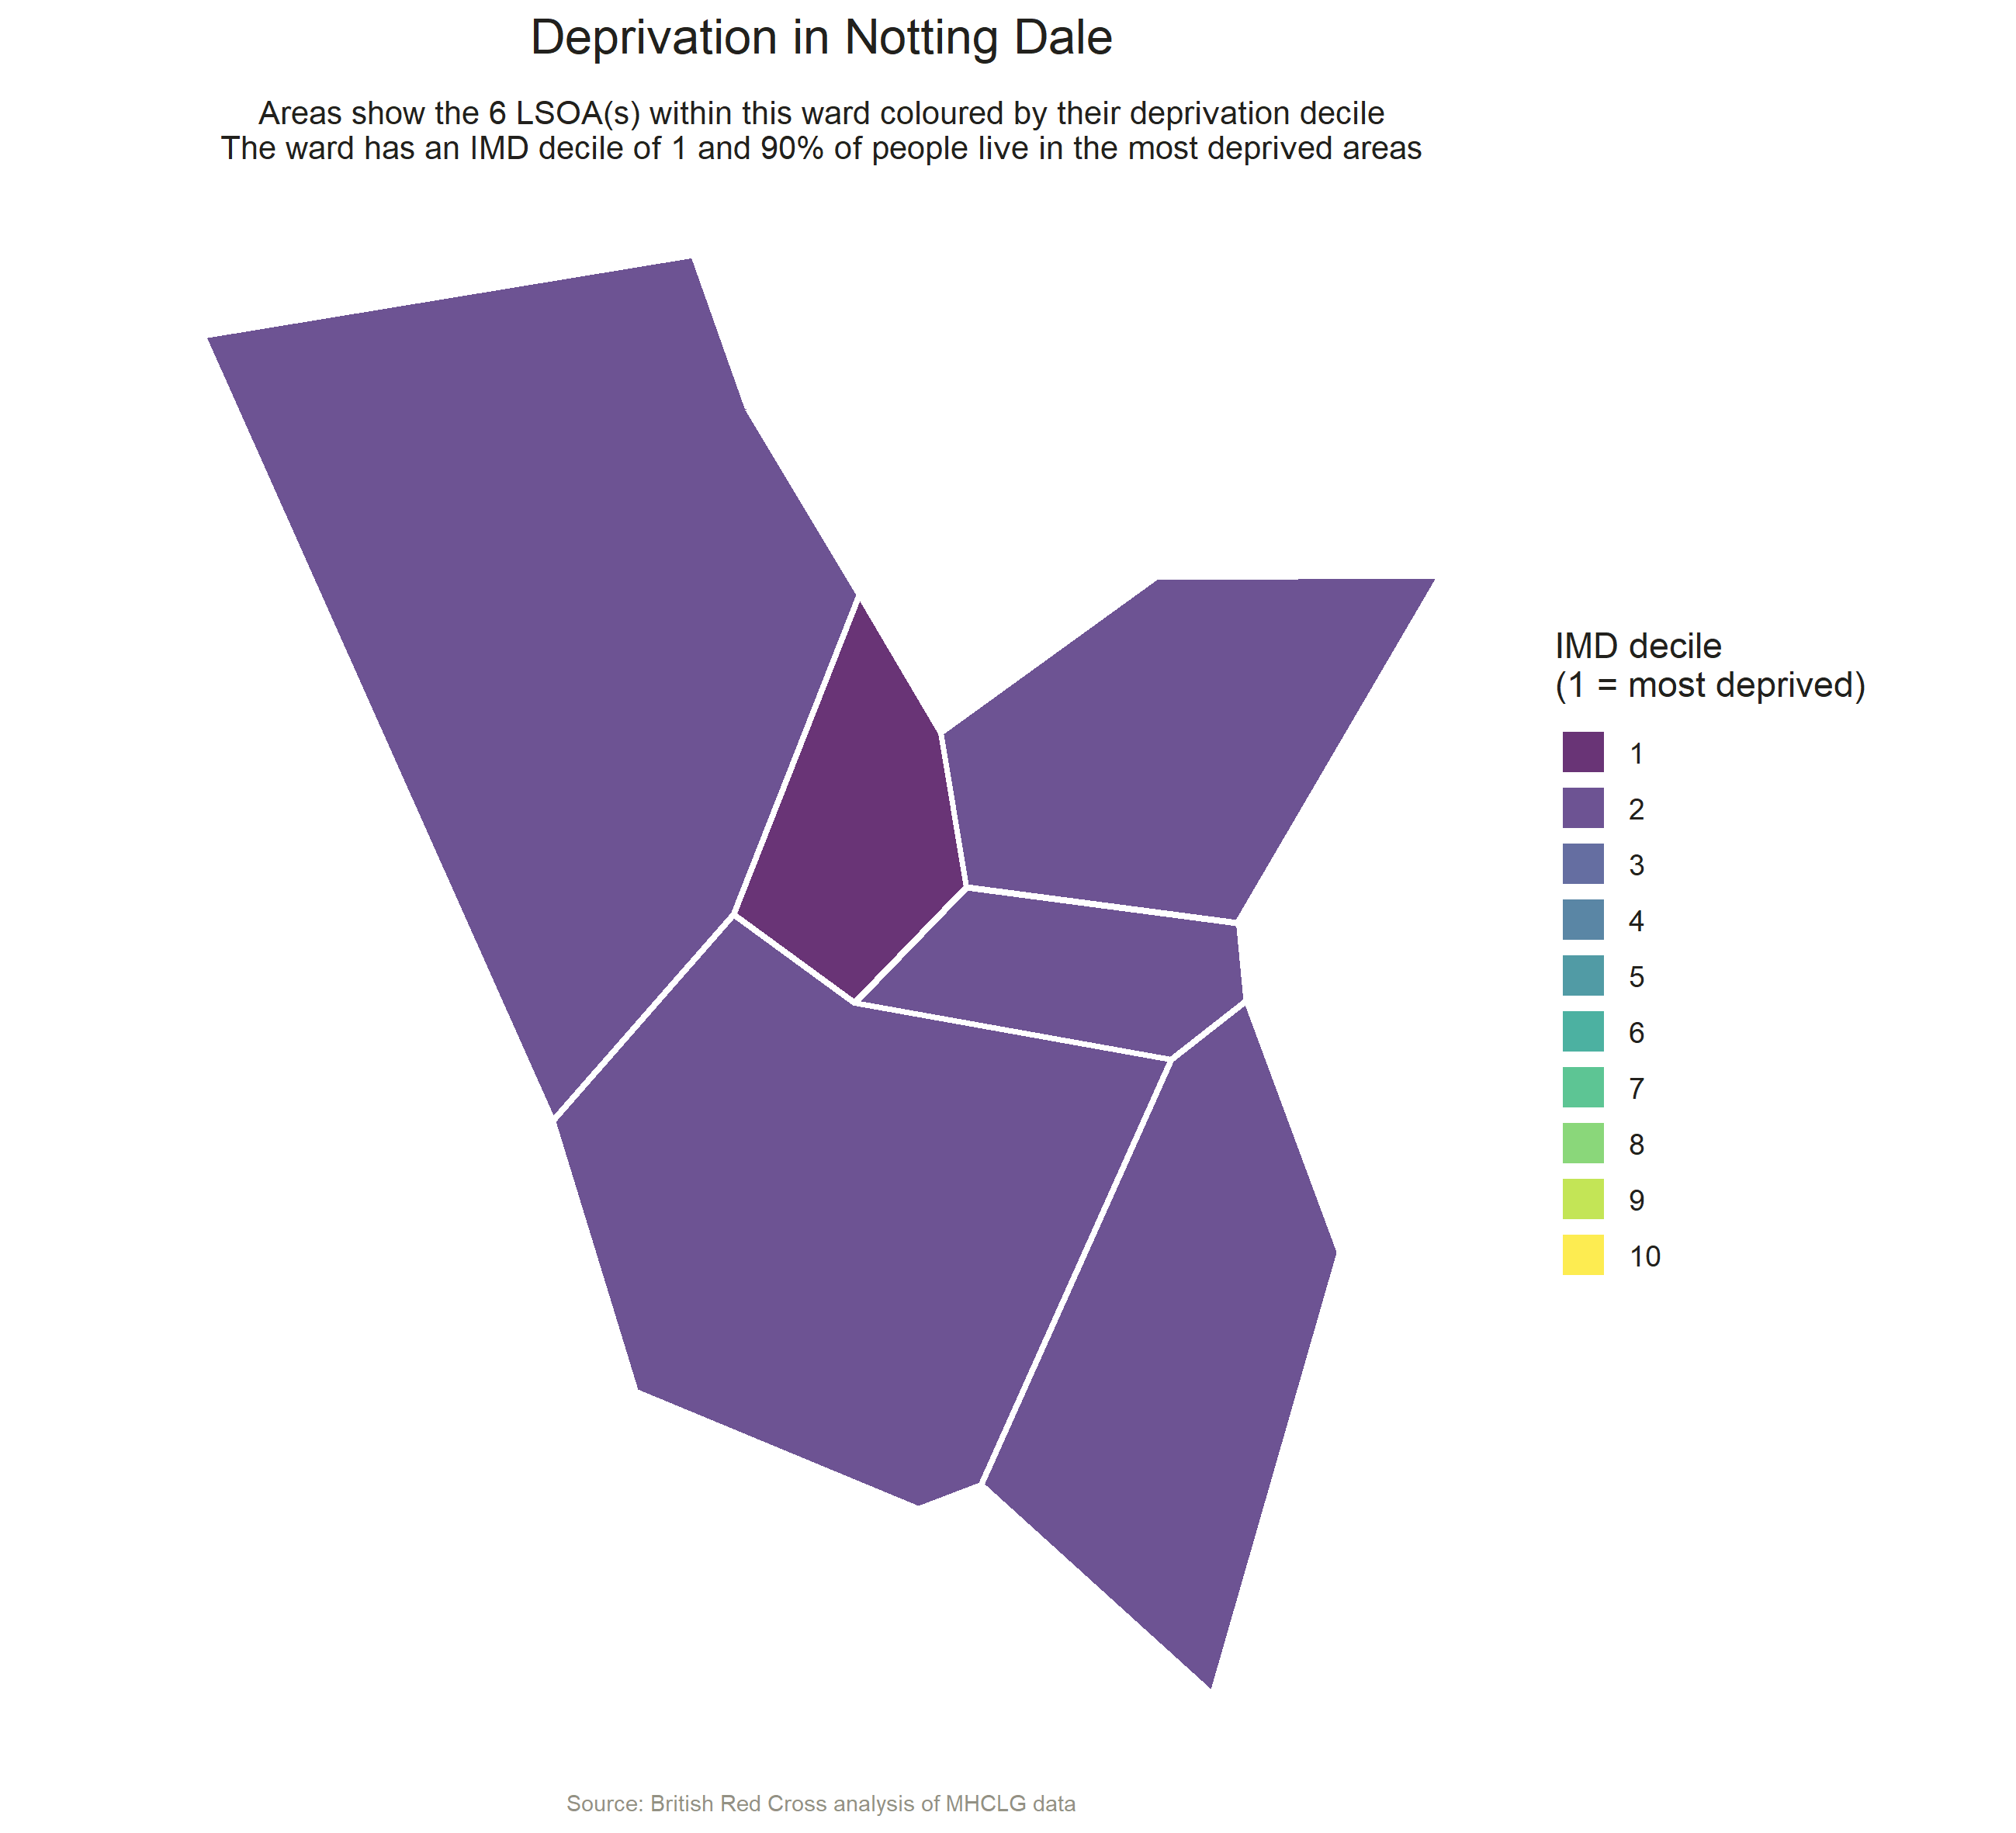 Deprivation in Notting Dale
Areas show the 6 LSOA(s) within this ward coloured by their deprivation decile
The ward has an IMD decile of 1 and 90% of people live in the most deprived areas
IMD decile
(1 = most deprived)
1
2
3
4
5
6
7
8
9
10
Source: British Red Cross analysis of MHCLG data